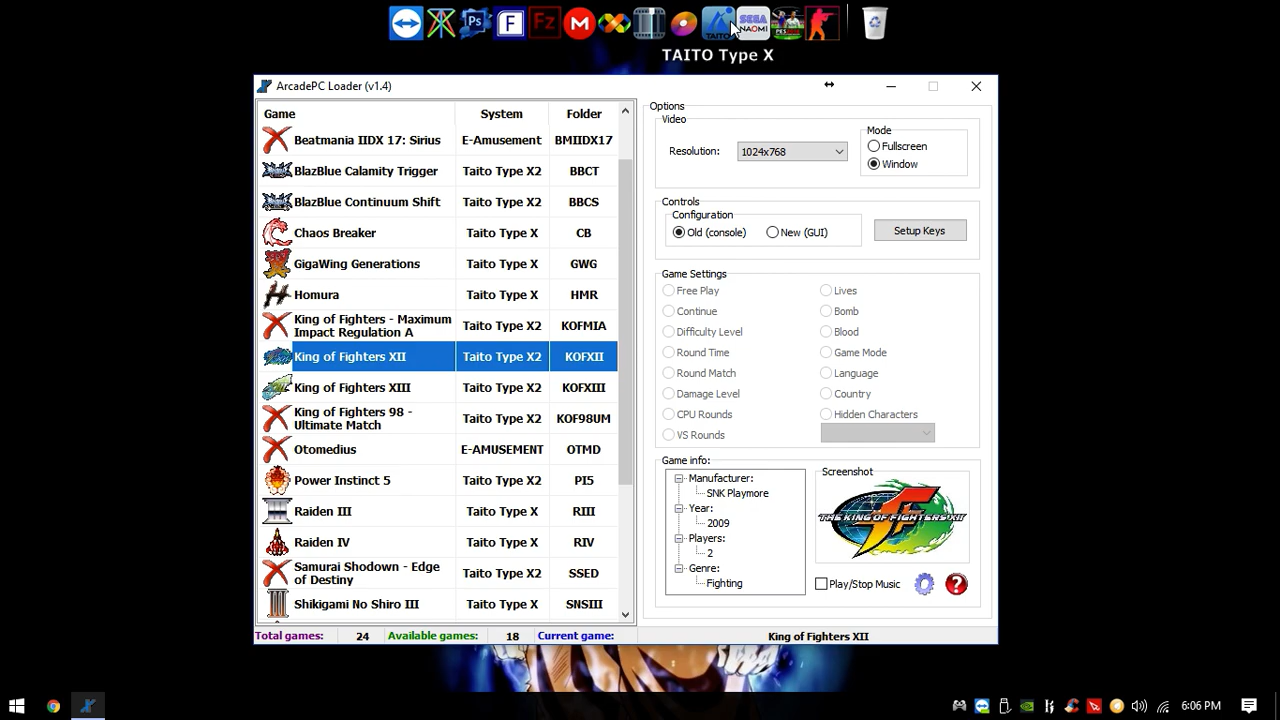 Ps
F
Fz
M
TAITO
SEGA
NAOMI
TAITO Type X
ArcadePC Loader (v1.4)
Game System Folder
Beatmania IIDX 17: Sirius E-Amusement BMIIDX17
BlazBlue Calamity Trigger Taito Type X2 BBCT
BlazBlue Continuum Shift Taito Type X2 BBCS
Chaos Breaker Taito Type X CB
GigaWing Generations Taito Type X GWG
Homura Taito Type X HMR
King of Fighters - Maximum
Impact Regulation A Taito Type X2 KOFMIA
King of Fighters XII Taito Type X2 KOFXII
King of Fighters XIII Taito Type X2 KOFXIII
King of Fighters 98 -
Ultimate Match Taito Type X2 KOF98UM
Otomedius E-AMUSEMENT OTMD
Power Instinct 5 Taito Type X2 PI5
Raiden III Taito Type X RIII
Raiden IV Taito Type X RIV
Samurai Shodown - Edge
of Destiny Taito Type X2 SSED
Shikigami No Shiro III Taito Type X SNSIII
Total games: 24 Available games: 18 Current game: King of Fighters XII
Options
Video
Resolution: 1024x768
Mode
Fullscreen
Window
Controls
Configuration
Old (console) New (GUI) Setup Keys
Game Settings
Free Play Lives
Continue Bomb
Difficulty Level Blood
Round Time Game Mode
Round Match Language
Damage Level Country
CPU Rounds Hidden Characters
VS Rounds
Game info:
Manufacturer:
SNK Playmore
Year:
2009
Players:
2
Genre:
Fighting
Screenshot
THE KING OF FIGHTERS XII
Play/Stop Music
6:06 PM